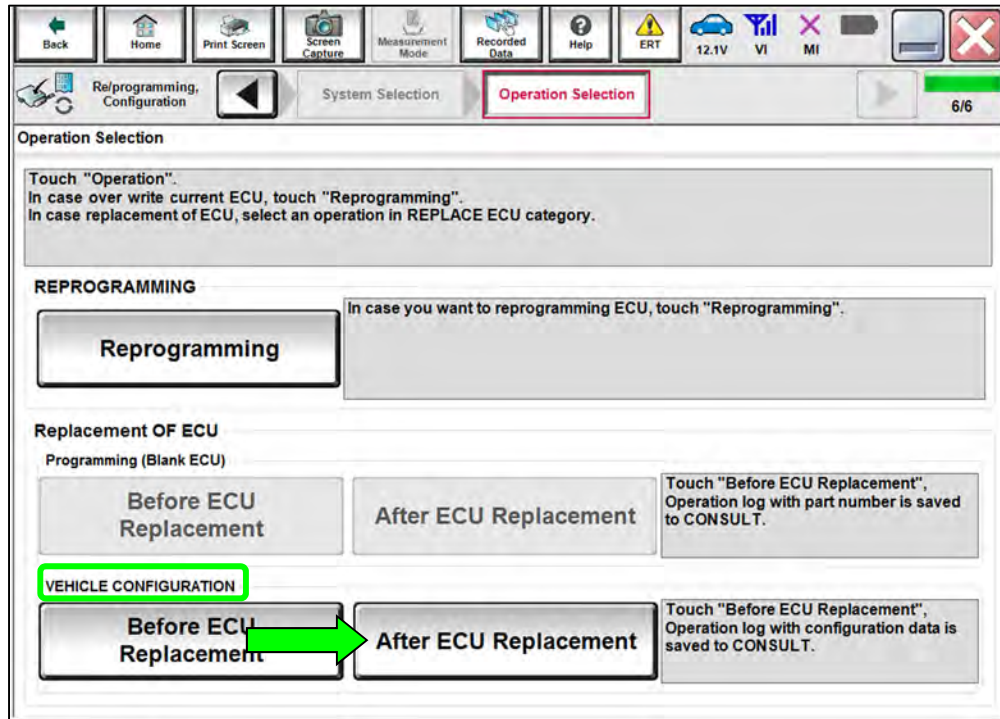 Back
Home
Print Screen
Screen
Capture
Measurement
Mode
Recorded
Data
Help
ERT
12.1V
VI
MI
Re/programming,
Configuration
System Selection
Operation Selection
6/6
Operation Selection
Touch "Operation".
In case over write current ECU, touch "Reprogramming".
In case replacement of ECU, select an operation in REPLACE ECU category.
REPROGRAMMING
Reprogramming
In case you want to reprogramming ECU, touch "Reprogramming".
Replacement OF ECU
Programming (Blank ECU)
Before ECU
Replacement
After ECU Replacement
Touch "Before ECU Replacement",
Operation log with part number is saved
to CONSULT.
VEHICLE CONFIGURATION
Before ECU
Replacement
After ECU Replacement
Touch "Before ECU Replacement",
Operation log with configuration data is
saved to CONSULT.